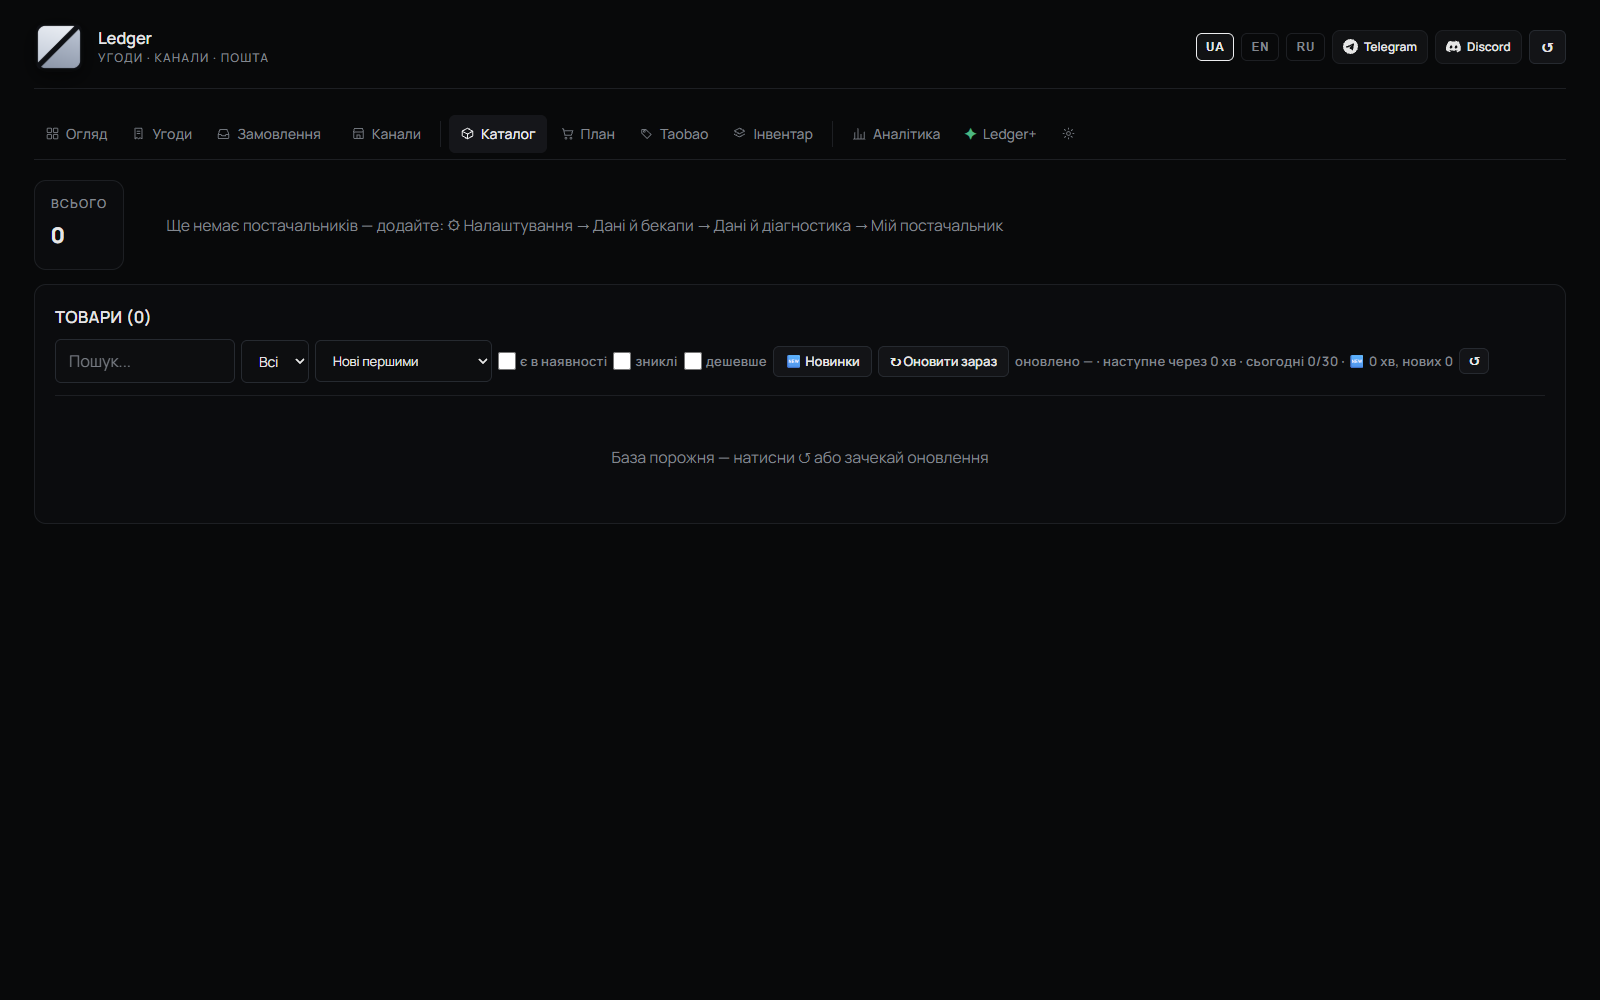 Ledger
УГОДИ · КАНАЛИ · ПОШТА
UA EN RU Telegram Discord ↺
Огляд Угоди Замовлення Канали Каталог План Taobao Інвентар Аналітика Ledger+
ВСЬОГО
0
Ще немає постачальників — додайте: ⚙ Налаштування → Дані й бекапи → Дані й діагностика → Мій постачальник
ТОВАРИ (0)
Пошук... Всі Нові першими є в наявності зниклі дешевше 🆕 Новинки ↻ Оновити зараз оновлено — · наступне через 0 хв · сьогодні 0/30 · 🆕 0 хв, нових 0 ↺
База порожня — натисни ↺ або зачекай оновлення